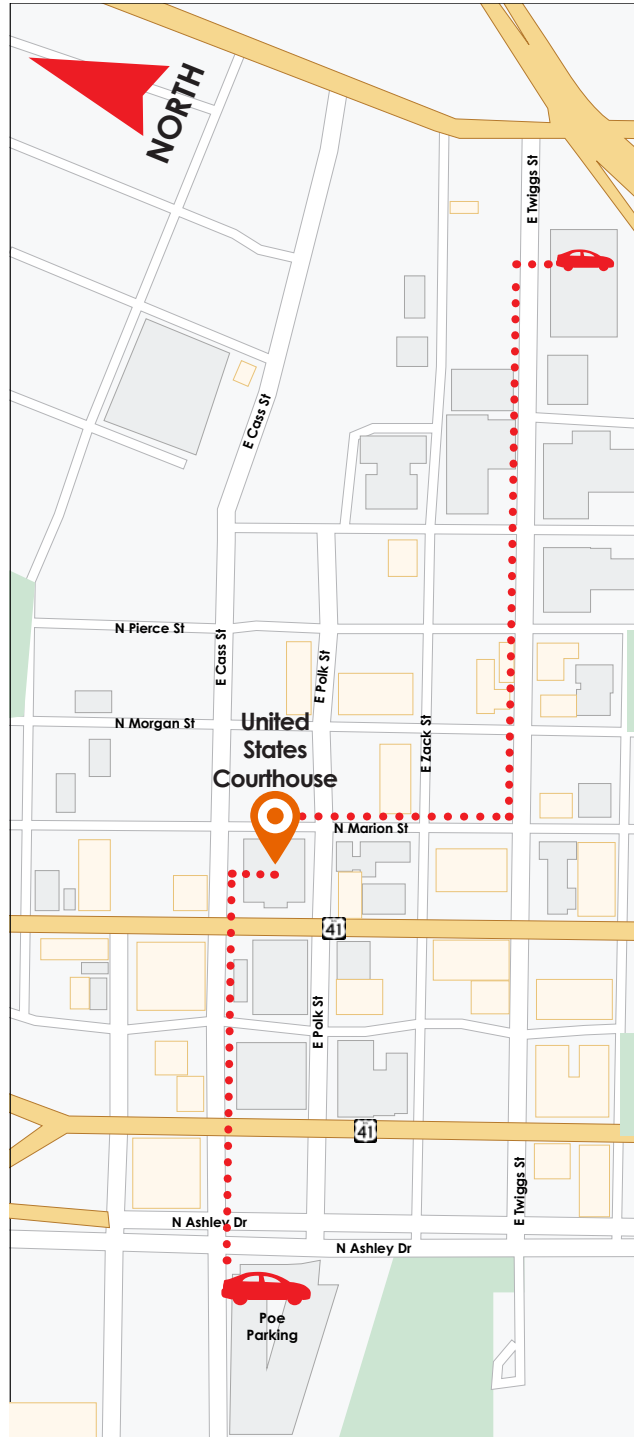 NORTH
E Twiggs St
E Cass St
N Pierce St
E Cass St
E Polk St
N Morgan St
United
States
Courthouse
E Zack St
N Marion St
41
E Polk St
41
E Twiggs St
N Ashley Dr
N Ashley Dr
Poe
Parking